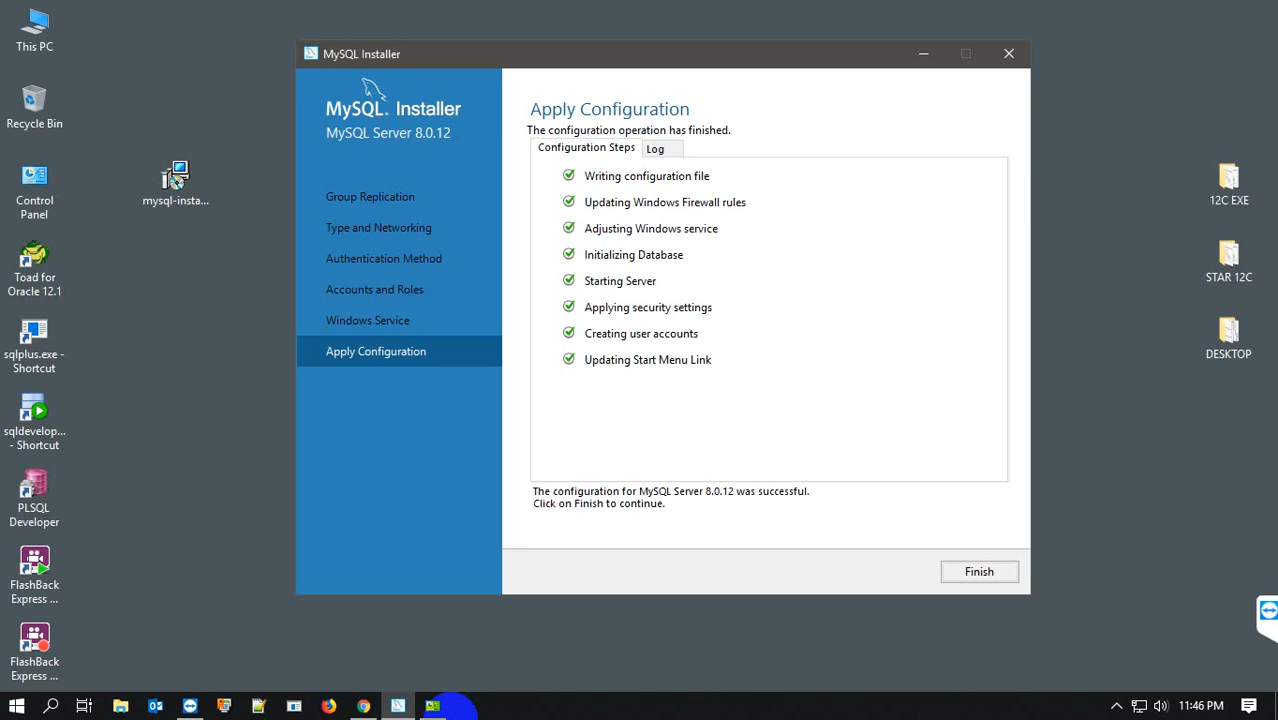 This PC
Recycle Bin
Control
Panel
Toad for
Oracle 12.1
sqlplus.exe -
Shortcut
sqldevelop...
- Shortcut
PLSQL
Developer
FlashBack
Express ...
FlashBack
Express ...
mysql-insta...
MySQL Installer
MySQL. Installer
MySQL Server 8.0.12
Group Replication
Type and Networking
Authentication Method
Accounts and Roles
Windows Service
Apply Configuration
Apply Configuration
The configuration operation has finished.
Configuration Steps Log
Writing configuration file
Updating Windows Firewall rules
Adjusting Windows service
Initializing Database
Starting Server
Applying security settings
Creating user accounts
Updating Start Menu Link
The configuration for MySQL Server 8.0.12 was successful.
Click on Finish to continue.
Finish
12C EXE
STAR 12C
DESKTOP
11:46 PM